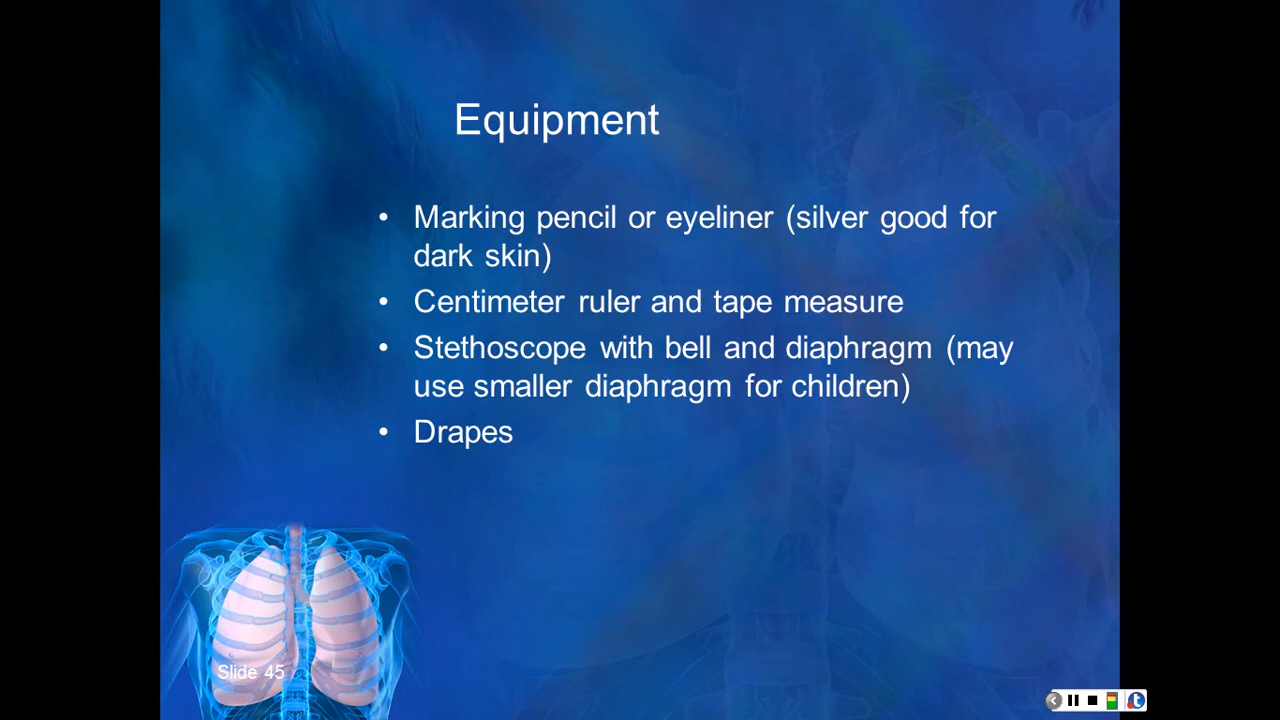 Equipment
• Marking pencil or eyeliner (silver good for
dark skin)
• Centimeter ruler and tape measure
• Stethoscope with bell and diaphragm (may
use smaller diaphragm for children)
• Drapes
Slide 45
t